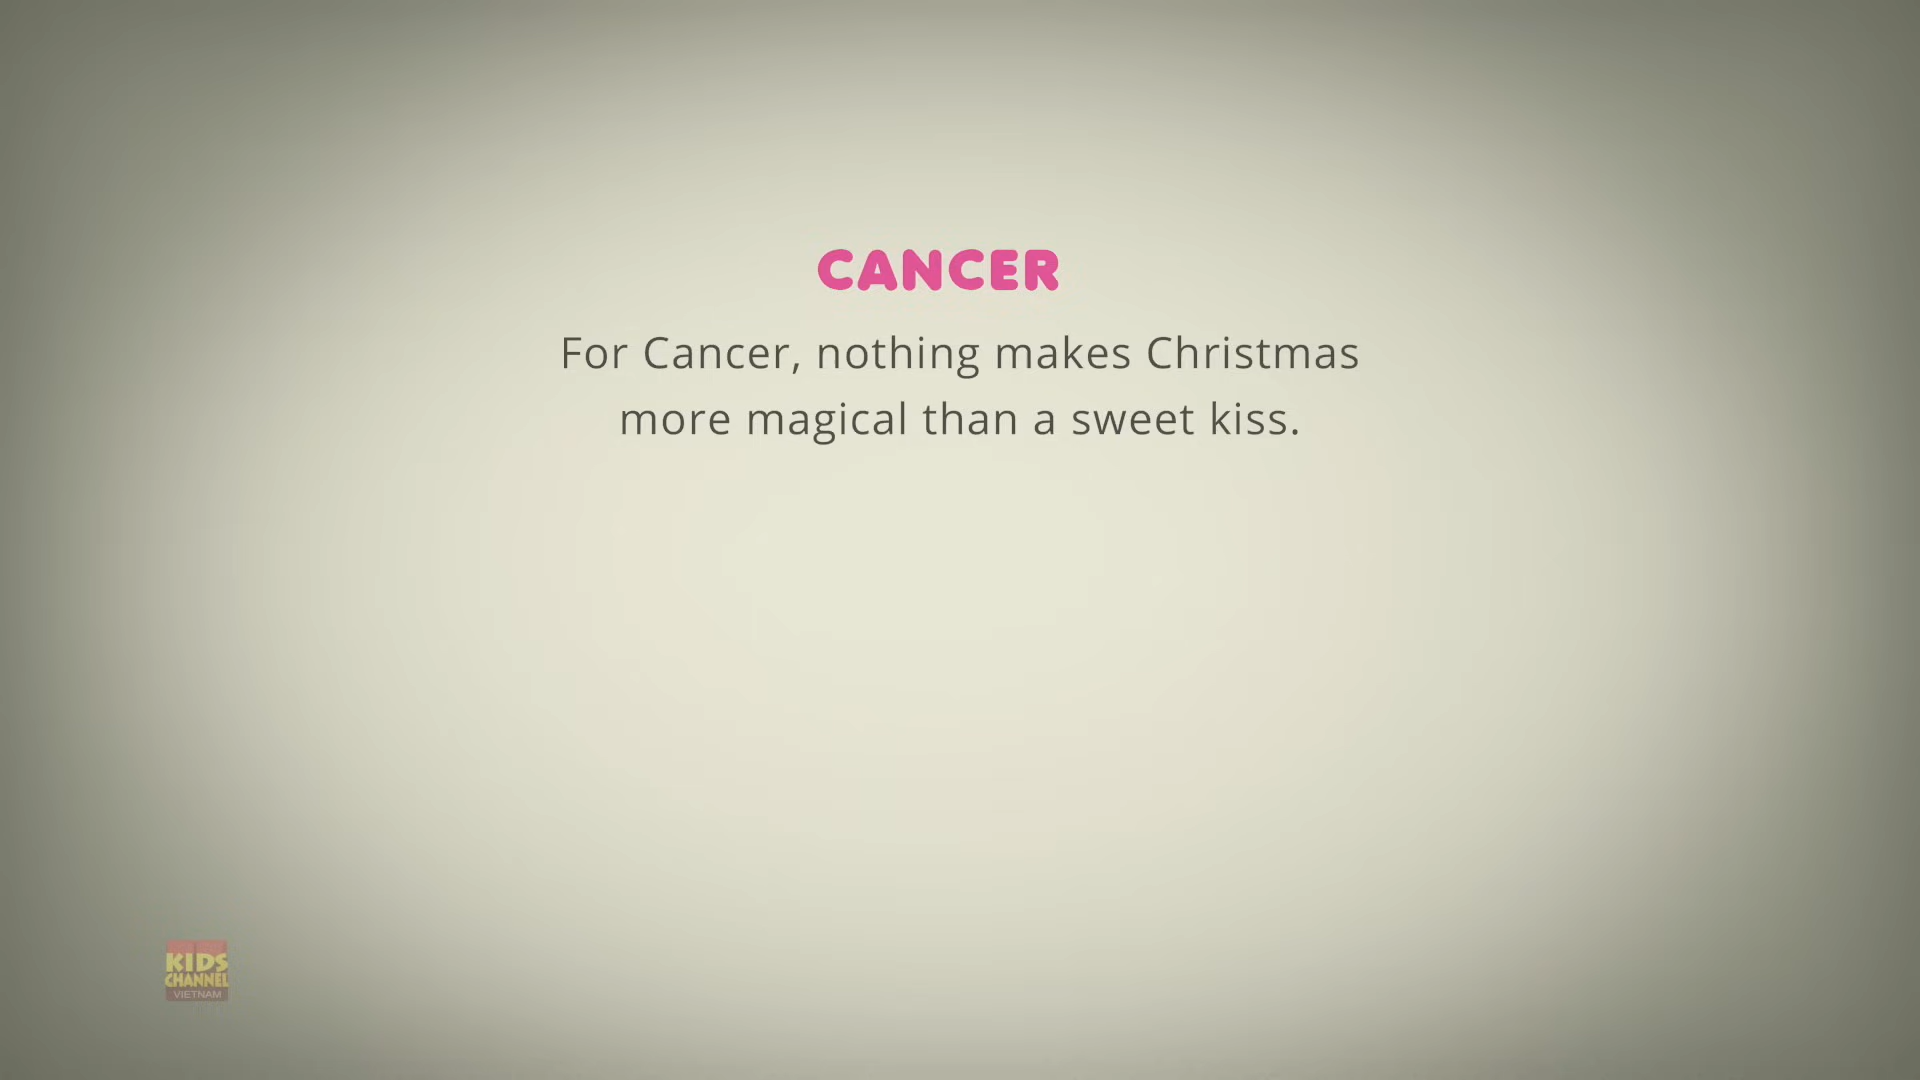 CANCER
For Cancer, nothing makes Christmas
more magical than a sweet kiss.
KIDS
CHANNEL
VIETNAM